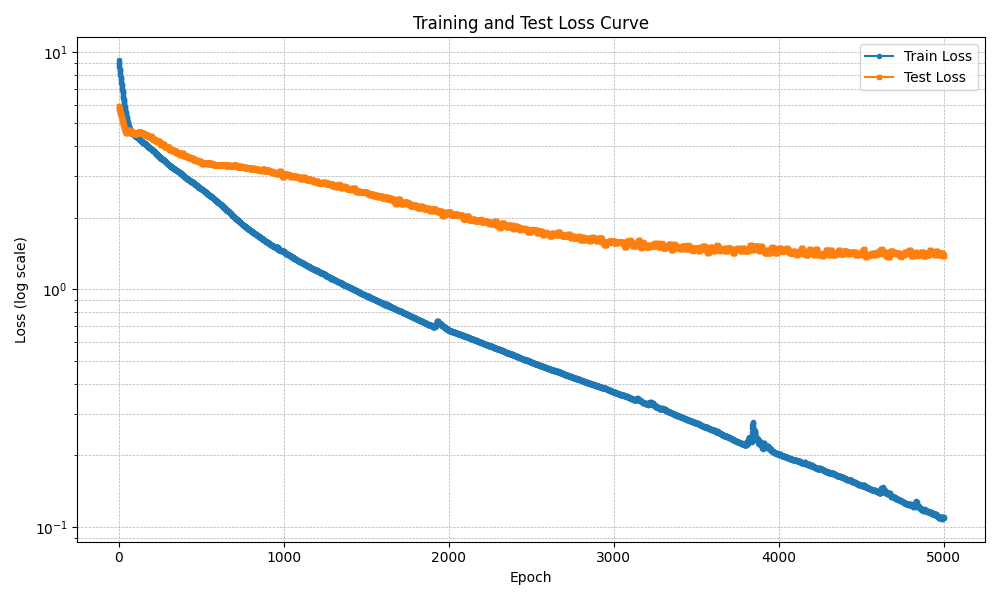 Training and Test Loss Curve
Train Loss
Test Loss
Loss (log scale)
10¹
10⁰
10⁻¹
0 1000 2000 3000 4000 5000
Epoch